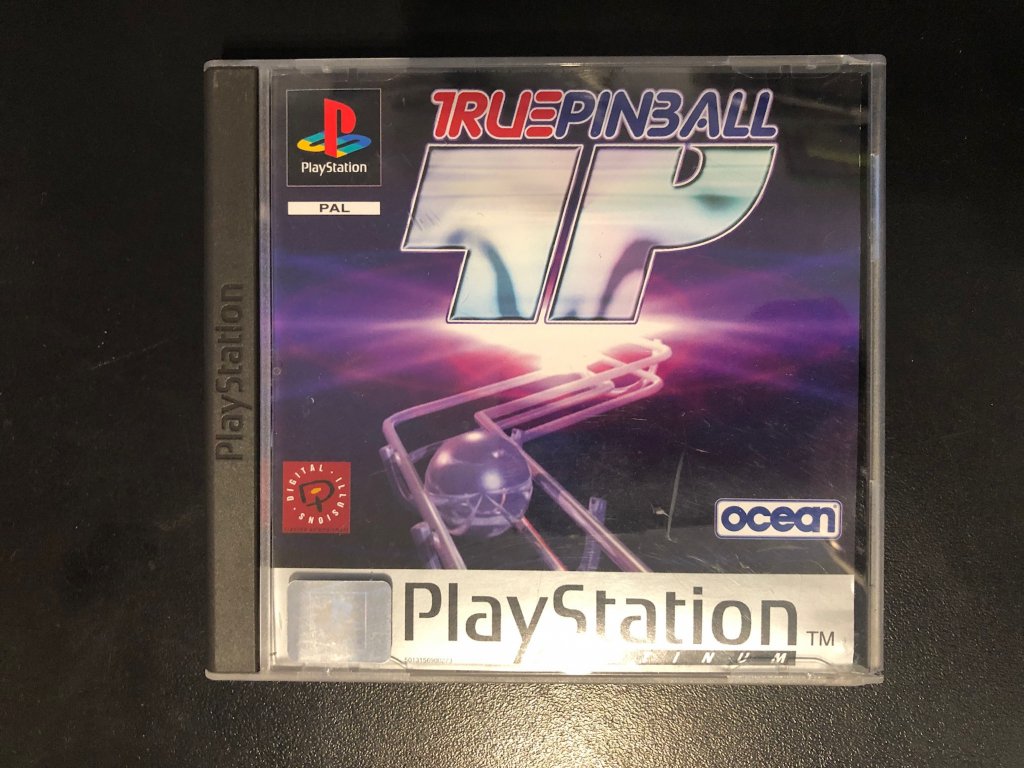 TRUEPINBALL
TP
PlayStation
PAL
PlayStation
DIGITAL · ILLUSIONS ·
ocean
PlayStation TM